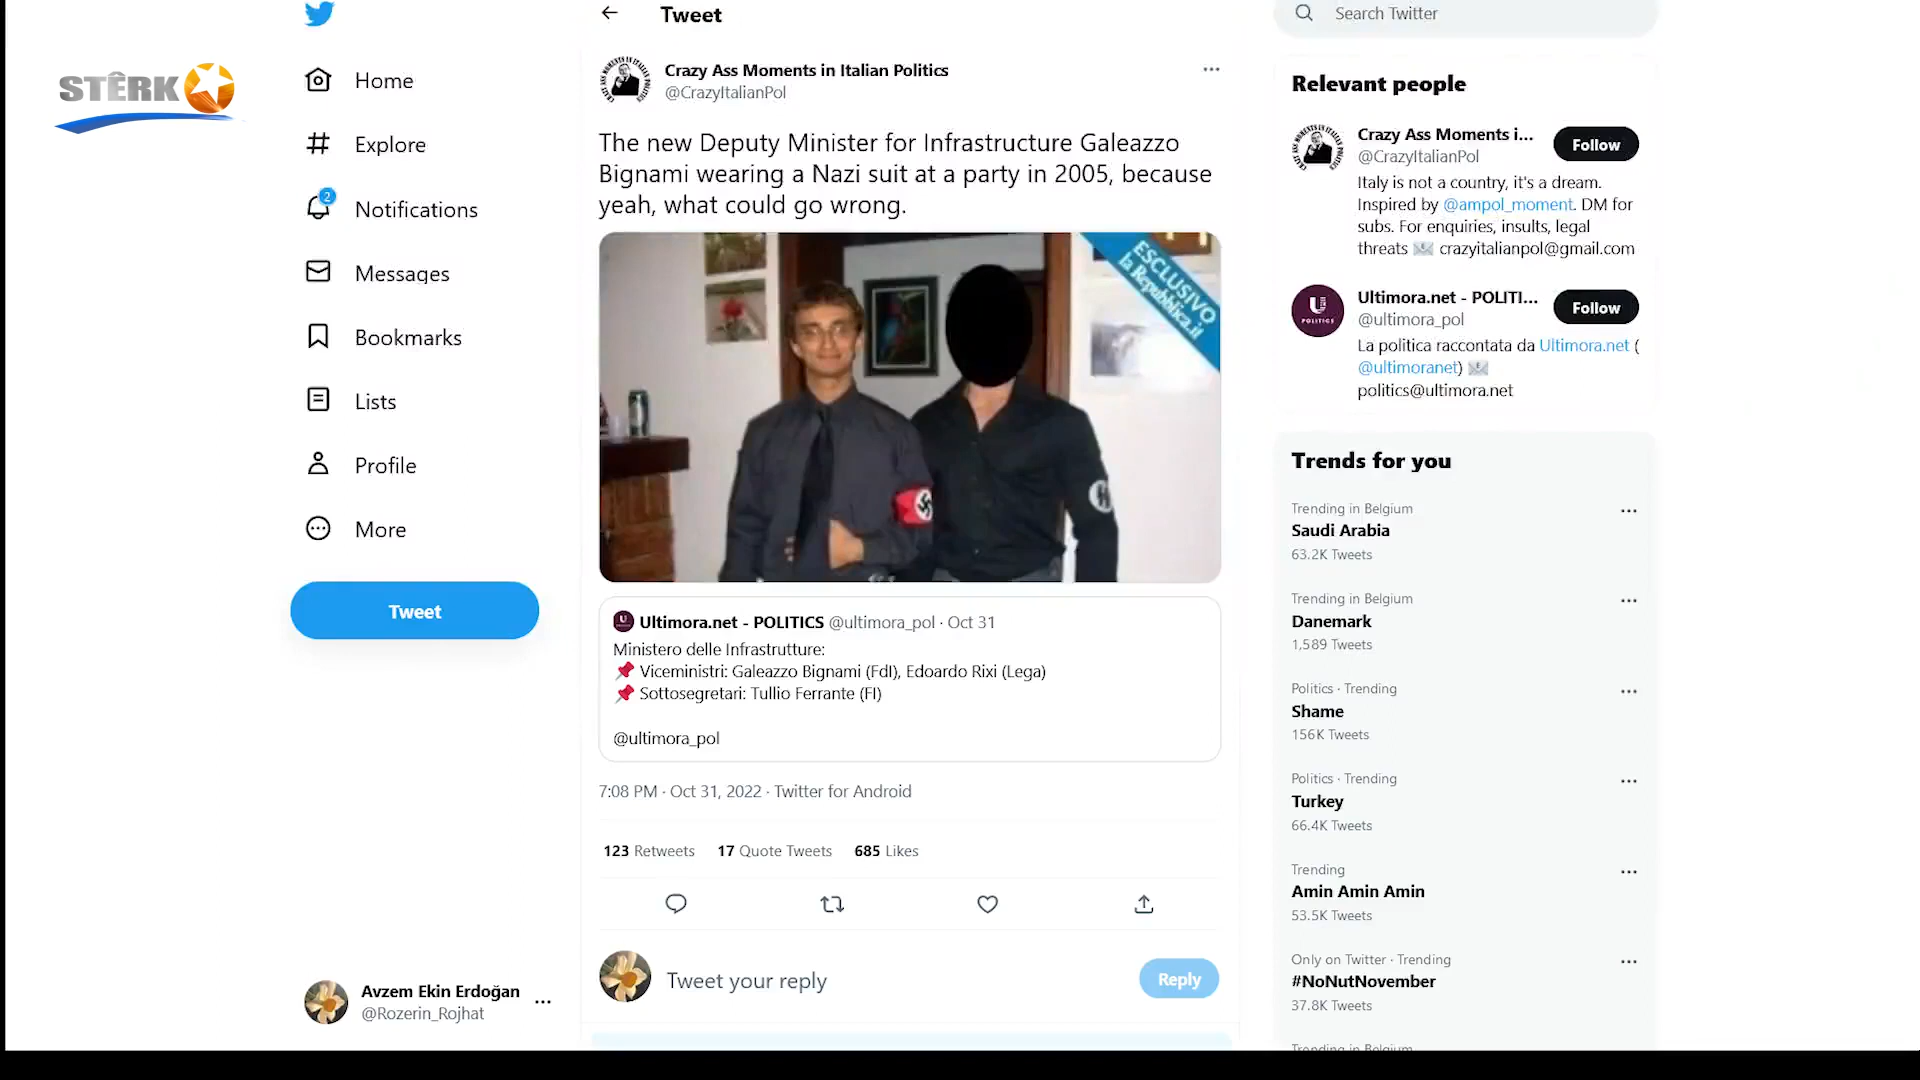 STÊRK
Home
Explore
2
Notifications
Messages
Bookmarks
Lists
Profile
More
Tweet
Avzem Ekin Erdoğan
@Rozerin_Rojhat
Tweet
Crazy Ass Moments in Italian Politics
@CrazyItalianPol
The new Deputy Minister for Infrastructure Galeazzo
Bignami wearing a Nazi suit at a party in 2005, because
yeah, what could go wrong.
ESCLUSIVO
la Repubblica.it
Ultimora.net - POLITICS @ultimora_pol · Oct 31
Ministero delle Infrastrutture:
📌 Viceministri: Galeazzo Bignami (FdI), Edoardo Rixi (Lega)
📌 Sottosegretari: Tullio Ferrante (FI)
@ultimora_pol
7:08 PM · Oct 31, 2022 · Twitter for Android
123 Retweets 17 Quote Tweets 685 Likes
Tweet your reply
Reply
Search Twitter
Relevant people
Crazy Ass Moments i...
@CrazyItalianPol
Follow
Italy is not a country, it's a dream.
Inspired by @ampol_moment. DM for
subs. For enquiries, insults, legal
threats 📧 crazyitalianpol@gmail.com
Ultimora.net - POLITI...
@ultimora_pol
Follow
La politica raccontata da Ultimora.net (
@ultimoranet) 📧
politics@ultimora.net
Trends for you
Trending in Belgium
Saudi Arabia
63.2K Tweets
Trending in Belgium
Danemark
1,589 Tweets
Politics · Trending
Shame
156K Tweets
Politics · Trending
Turkey
66.4K Tweets
Trending
Amin Amin Amin
53.5K Tweets
Only on Twitter · Trending
#NoNutNovember
37.8K Tweets
Trending in Belgium